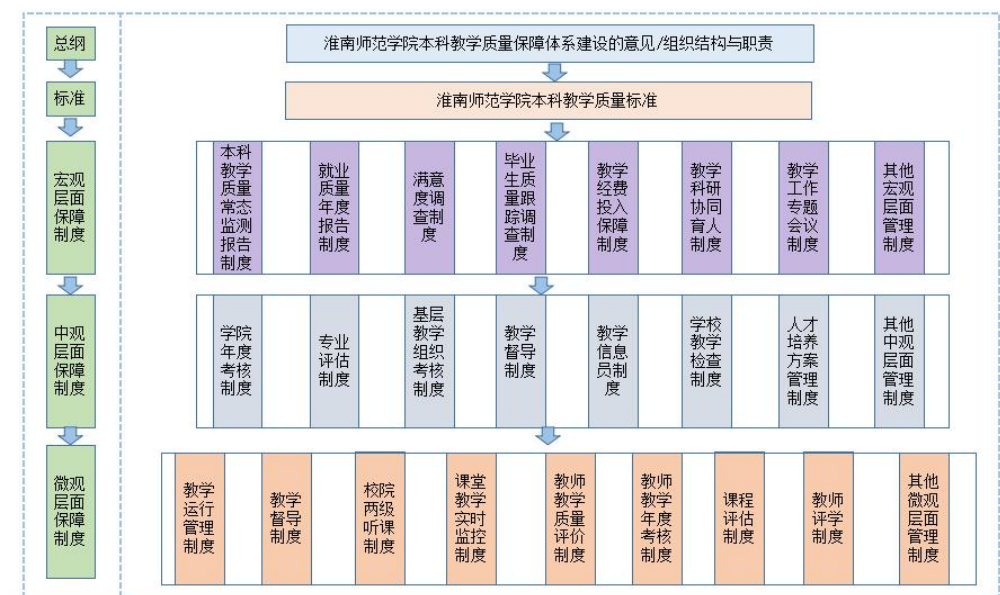 总纲
淮南师范学院本科教学质量保障体系建设的意见/组织结构与职责
标准
淮南师范学院本科教学质量标准
宏观
层面
保障
制度
本科
教学
质量
常态
监测
报告
制度
就业
质量
年度
报告
制度
满意
度调
查制
度
毕业
生质
量跟
踪调
查制
度
教学
经费
投入
保障
制度
教学
科研
协同
育人
制度
教学
工作
专题
会议
制度
其他
宏观
层面
管理
制度
中观
层面
保障
制度
学院
年度
考核
制度
专业
评估
制度
基层
教学
组织
考核
制度
教学
督导
制度
教学
信息
员制
度
学校
教学
检查
制度
人才
培养
方案
管理
制度
其他
中观
层面
管理
制度
微观
层面
保障
制度
教学
运行
管理
制度
教学
督导
制度
校院
两级
听课
制度
课堂
教学
实时
监控
制度
教师
教学
质量
评价
制度
教师
教学
年度
考核
制度
课程
评估
制度
教师
评学
制度
其他
微观
层面
管理
制度